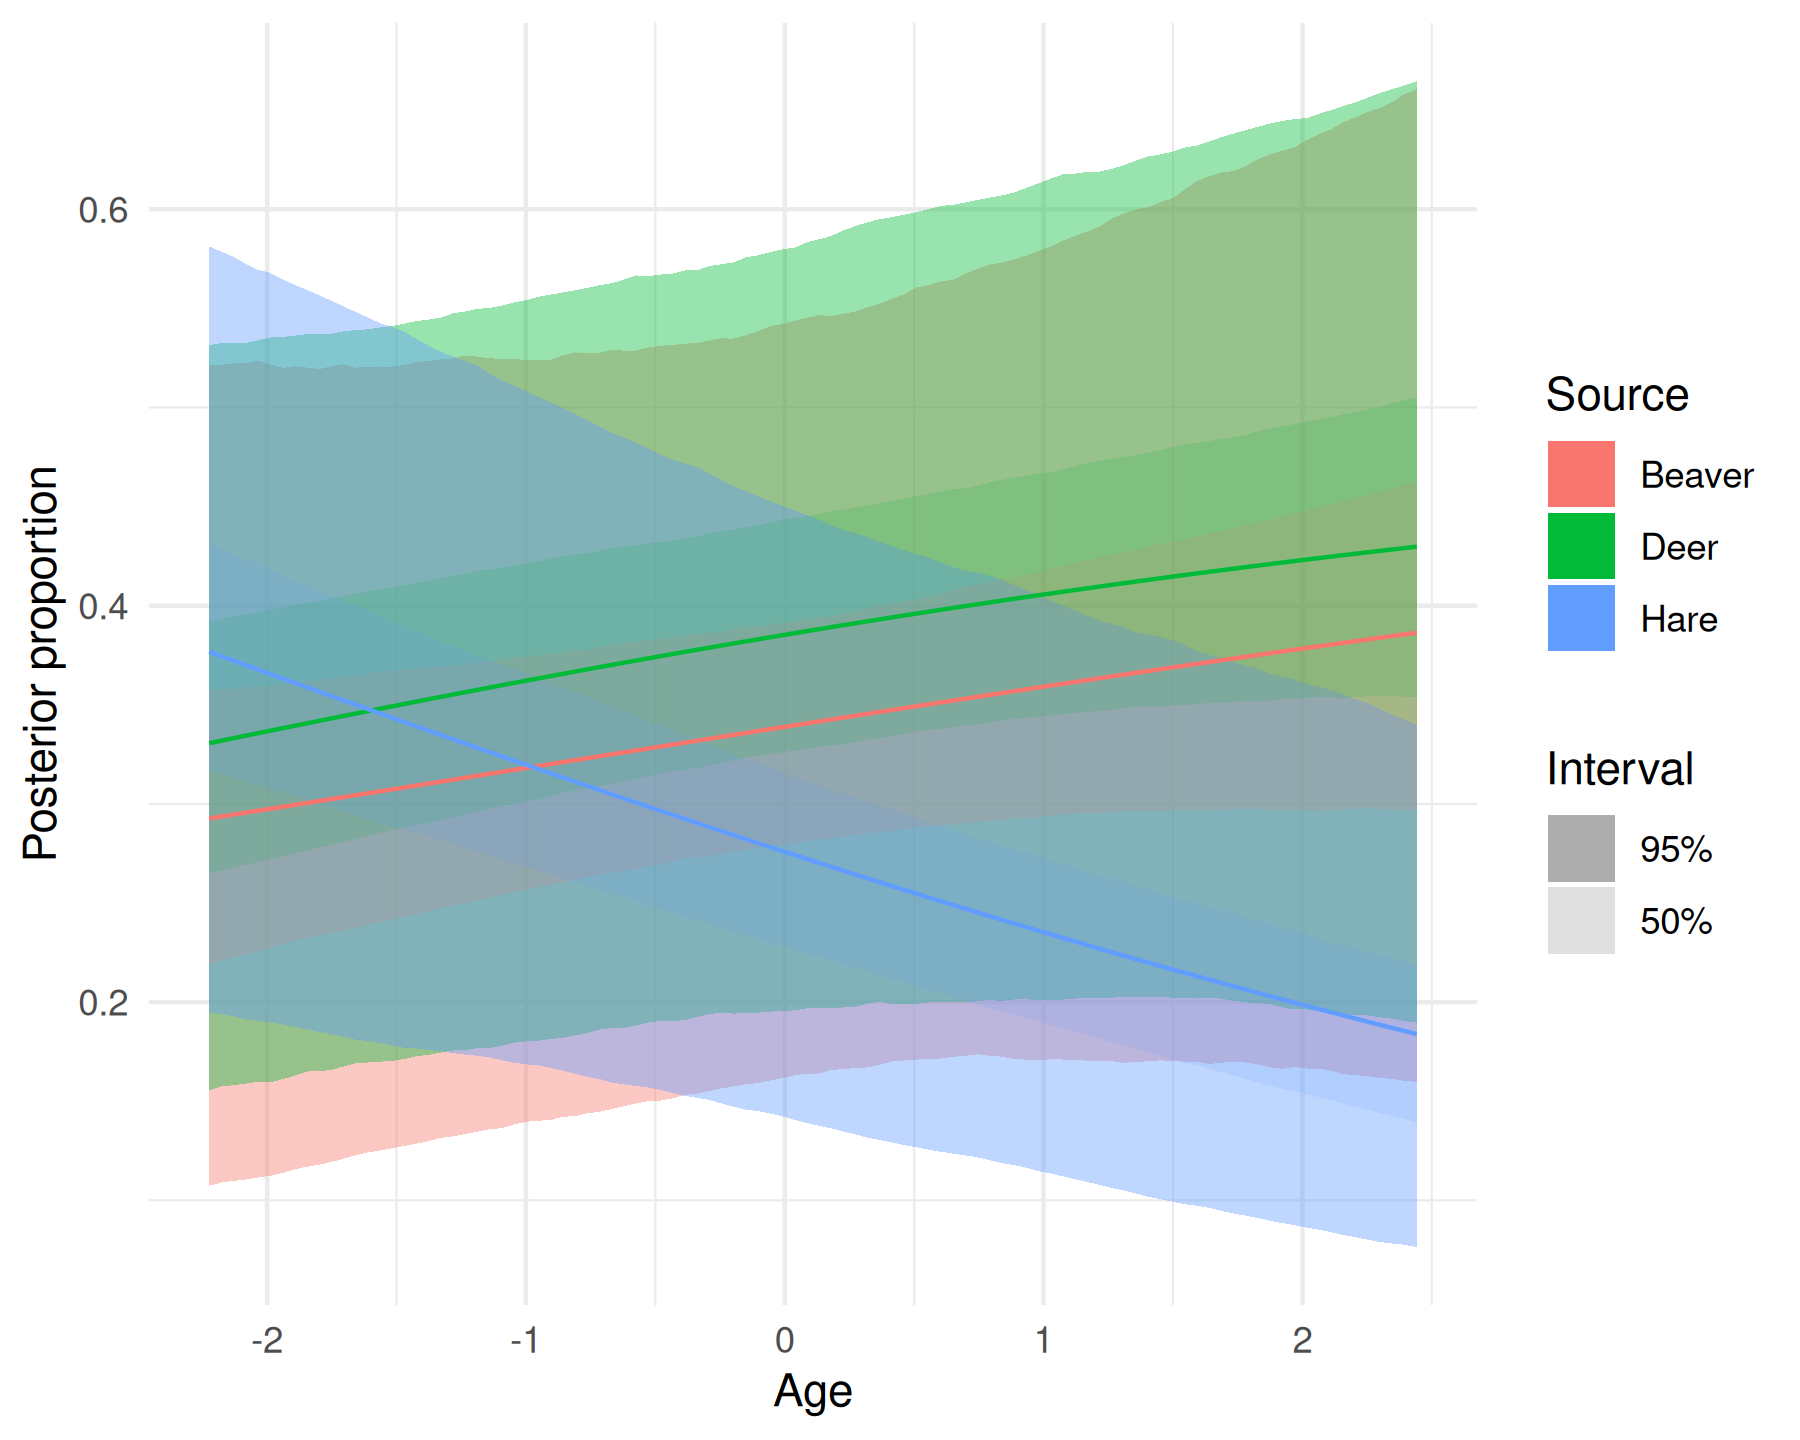 Posterior proportion
0.6
0.4
0.2
-2
-1
0
1
2
Age
Source
Beaver
Deer
Hare
Interval
95%
50%